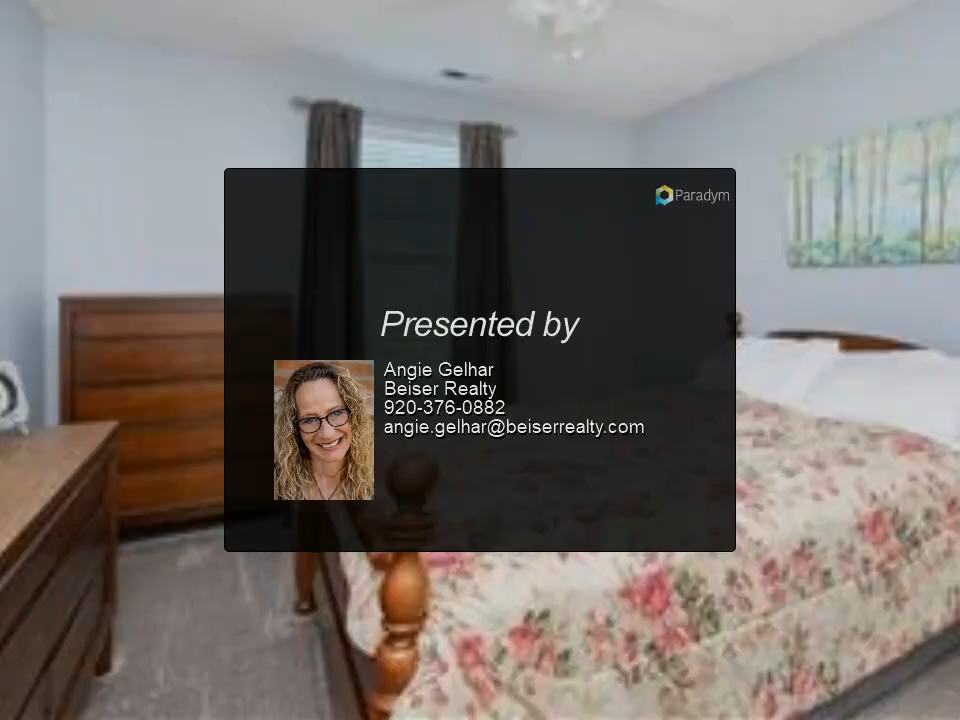 Paradym
Presented by
Angie Gelhar
Beiser Realty
920-376-0882
angie.gelhar@beiserrealty.com